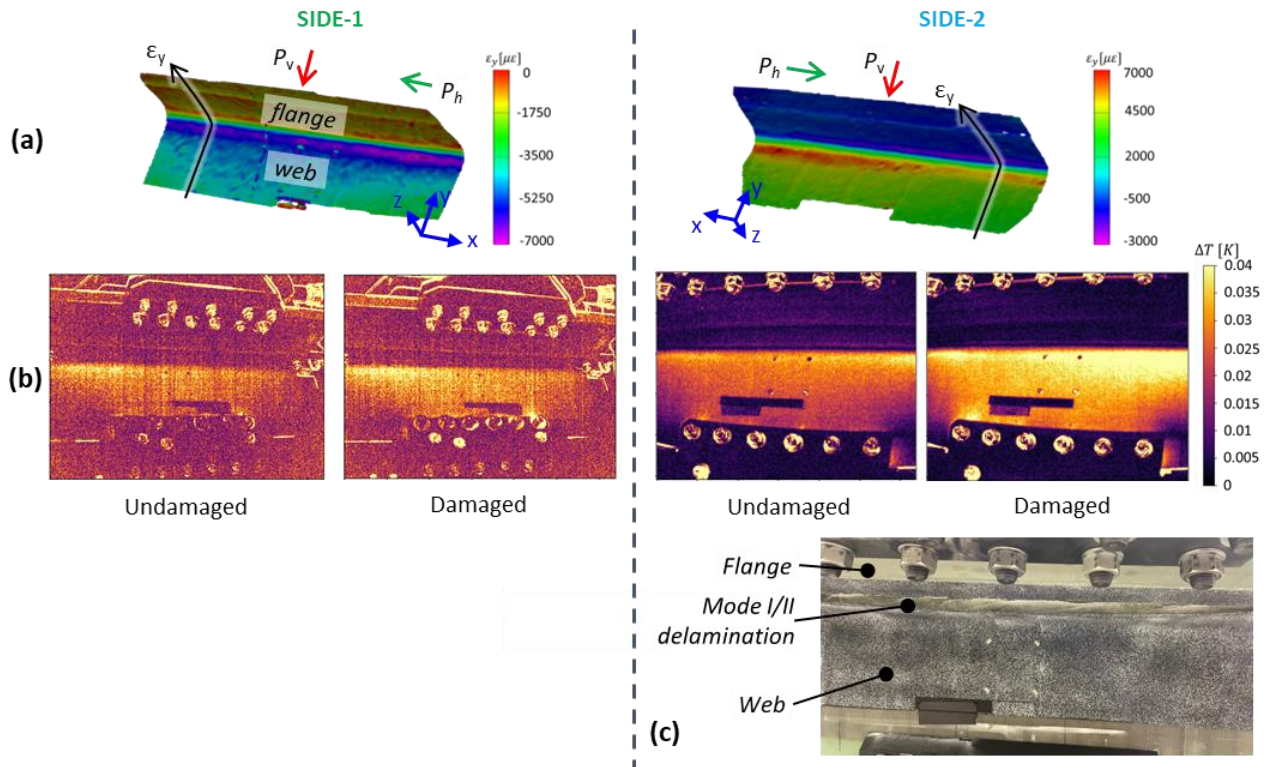 SIDE-1
SIDE-2
(a)
εy
Pv
Ph
flange
web
z
y
x
εy[με]
0
-1750
-3500
-5250
-7000
Ph
Pv
εy
y
x
z
εy[με]
7000
4500
2000
-500
-3000
(b)
ΔT [K]
0.04
0.035
0.03
0.025
0.02
0.015
0.01
0.005
0
Undamaged
Damaged
Undamaged
Damaged
Flange
Mode I/II
delamination
Web
(c)